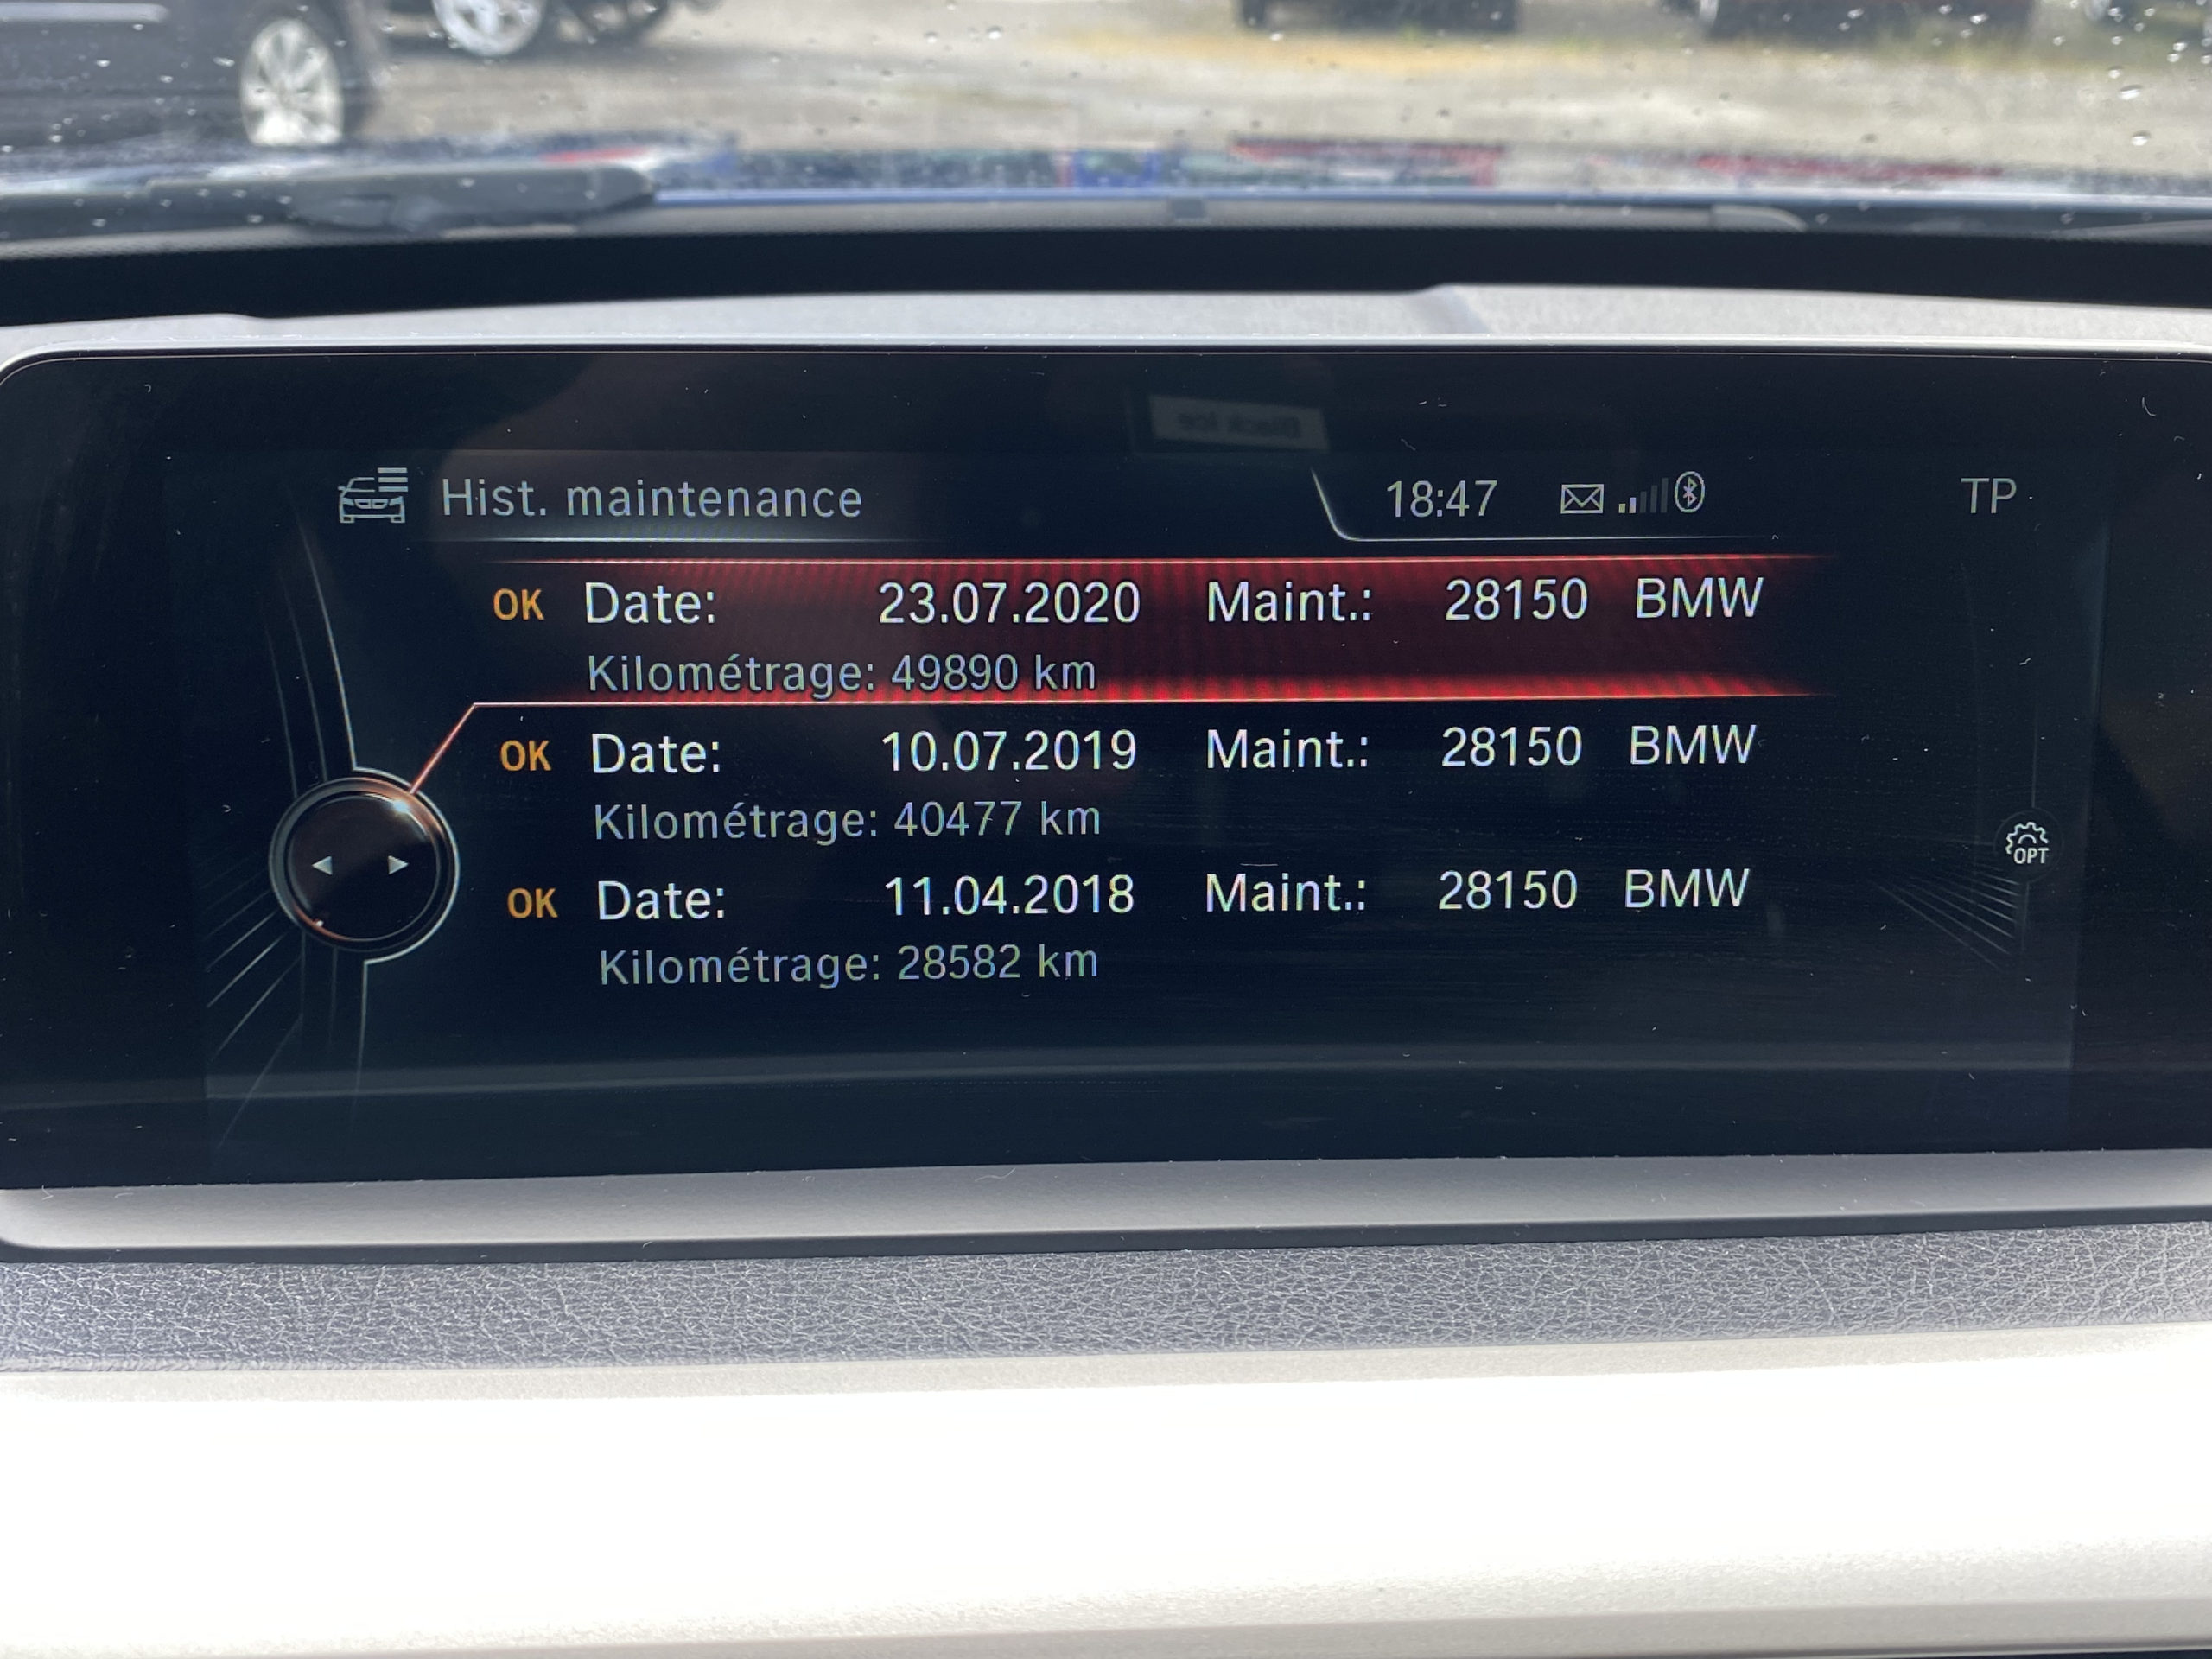 Hist. maintenance 18:47 TP
OK Date: 23.07.2020 Maint.: 28150 BMW
Kilométrage: 49890 km
OK Date: 10.07.2019 Maint.: 28150 BMW
Kilométrage: 40477 km
OPT
OK Date: 11.04.2018 Maint.: 28150 BMW
Kilométrage: 28582 km